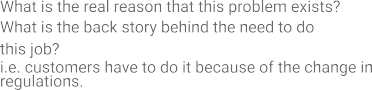 What is the real reason that this problem exists?
What is the back story behind the need to do
this job?
i.e. customers have to do it because of the change in
regulations.